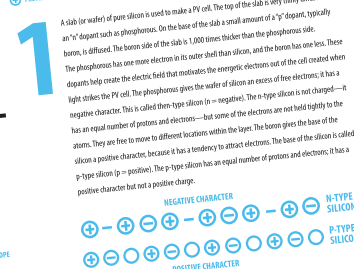 1
A slab (or wafer) of pure silicon is used to make a PV cell. The top of the slab is very thinly
an "n" dopant such as phosphorous. On the base of the slab a small amount of a "p" dopant, typically
boron, is diffused. The boron side of the slab is 1,000 times thicker than the phosphorous side.
The phosphorous has one more electron in its outer shell than silicon, and the boron has one less. These
dopants help create the electric field that motivates the energetic electrons out of the cell created when
light strikes the PV cell. The phosphorous gives the wafer of silicon an excess of free electrons; it has a
negative character. This is called then-type silicon (n = negative). The n-type silicon is not charged—it
has an equal number of protons and electrons—but some of the electrons are not held tightly to the
atoms. They are free to move to different locations within the layer. The boron gives the base of the
silicon a positive character, because it has a tendency to attract electrons. The base of the silicon is called
p-type silicon (p = positive). The p-type silicon has an equal number of protons and electrons; it has a
positive character but not a positive charge.
NEGATIVE CHARACTER
N-TYPE
SILICON
P-TYPE
SILICO
POSITIVE CHARACTER
OPE